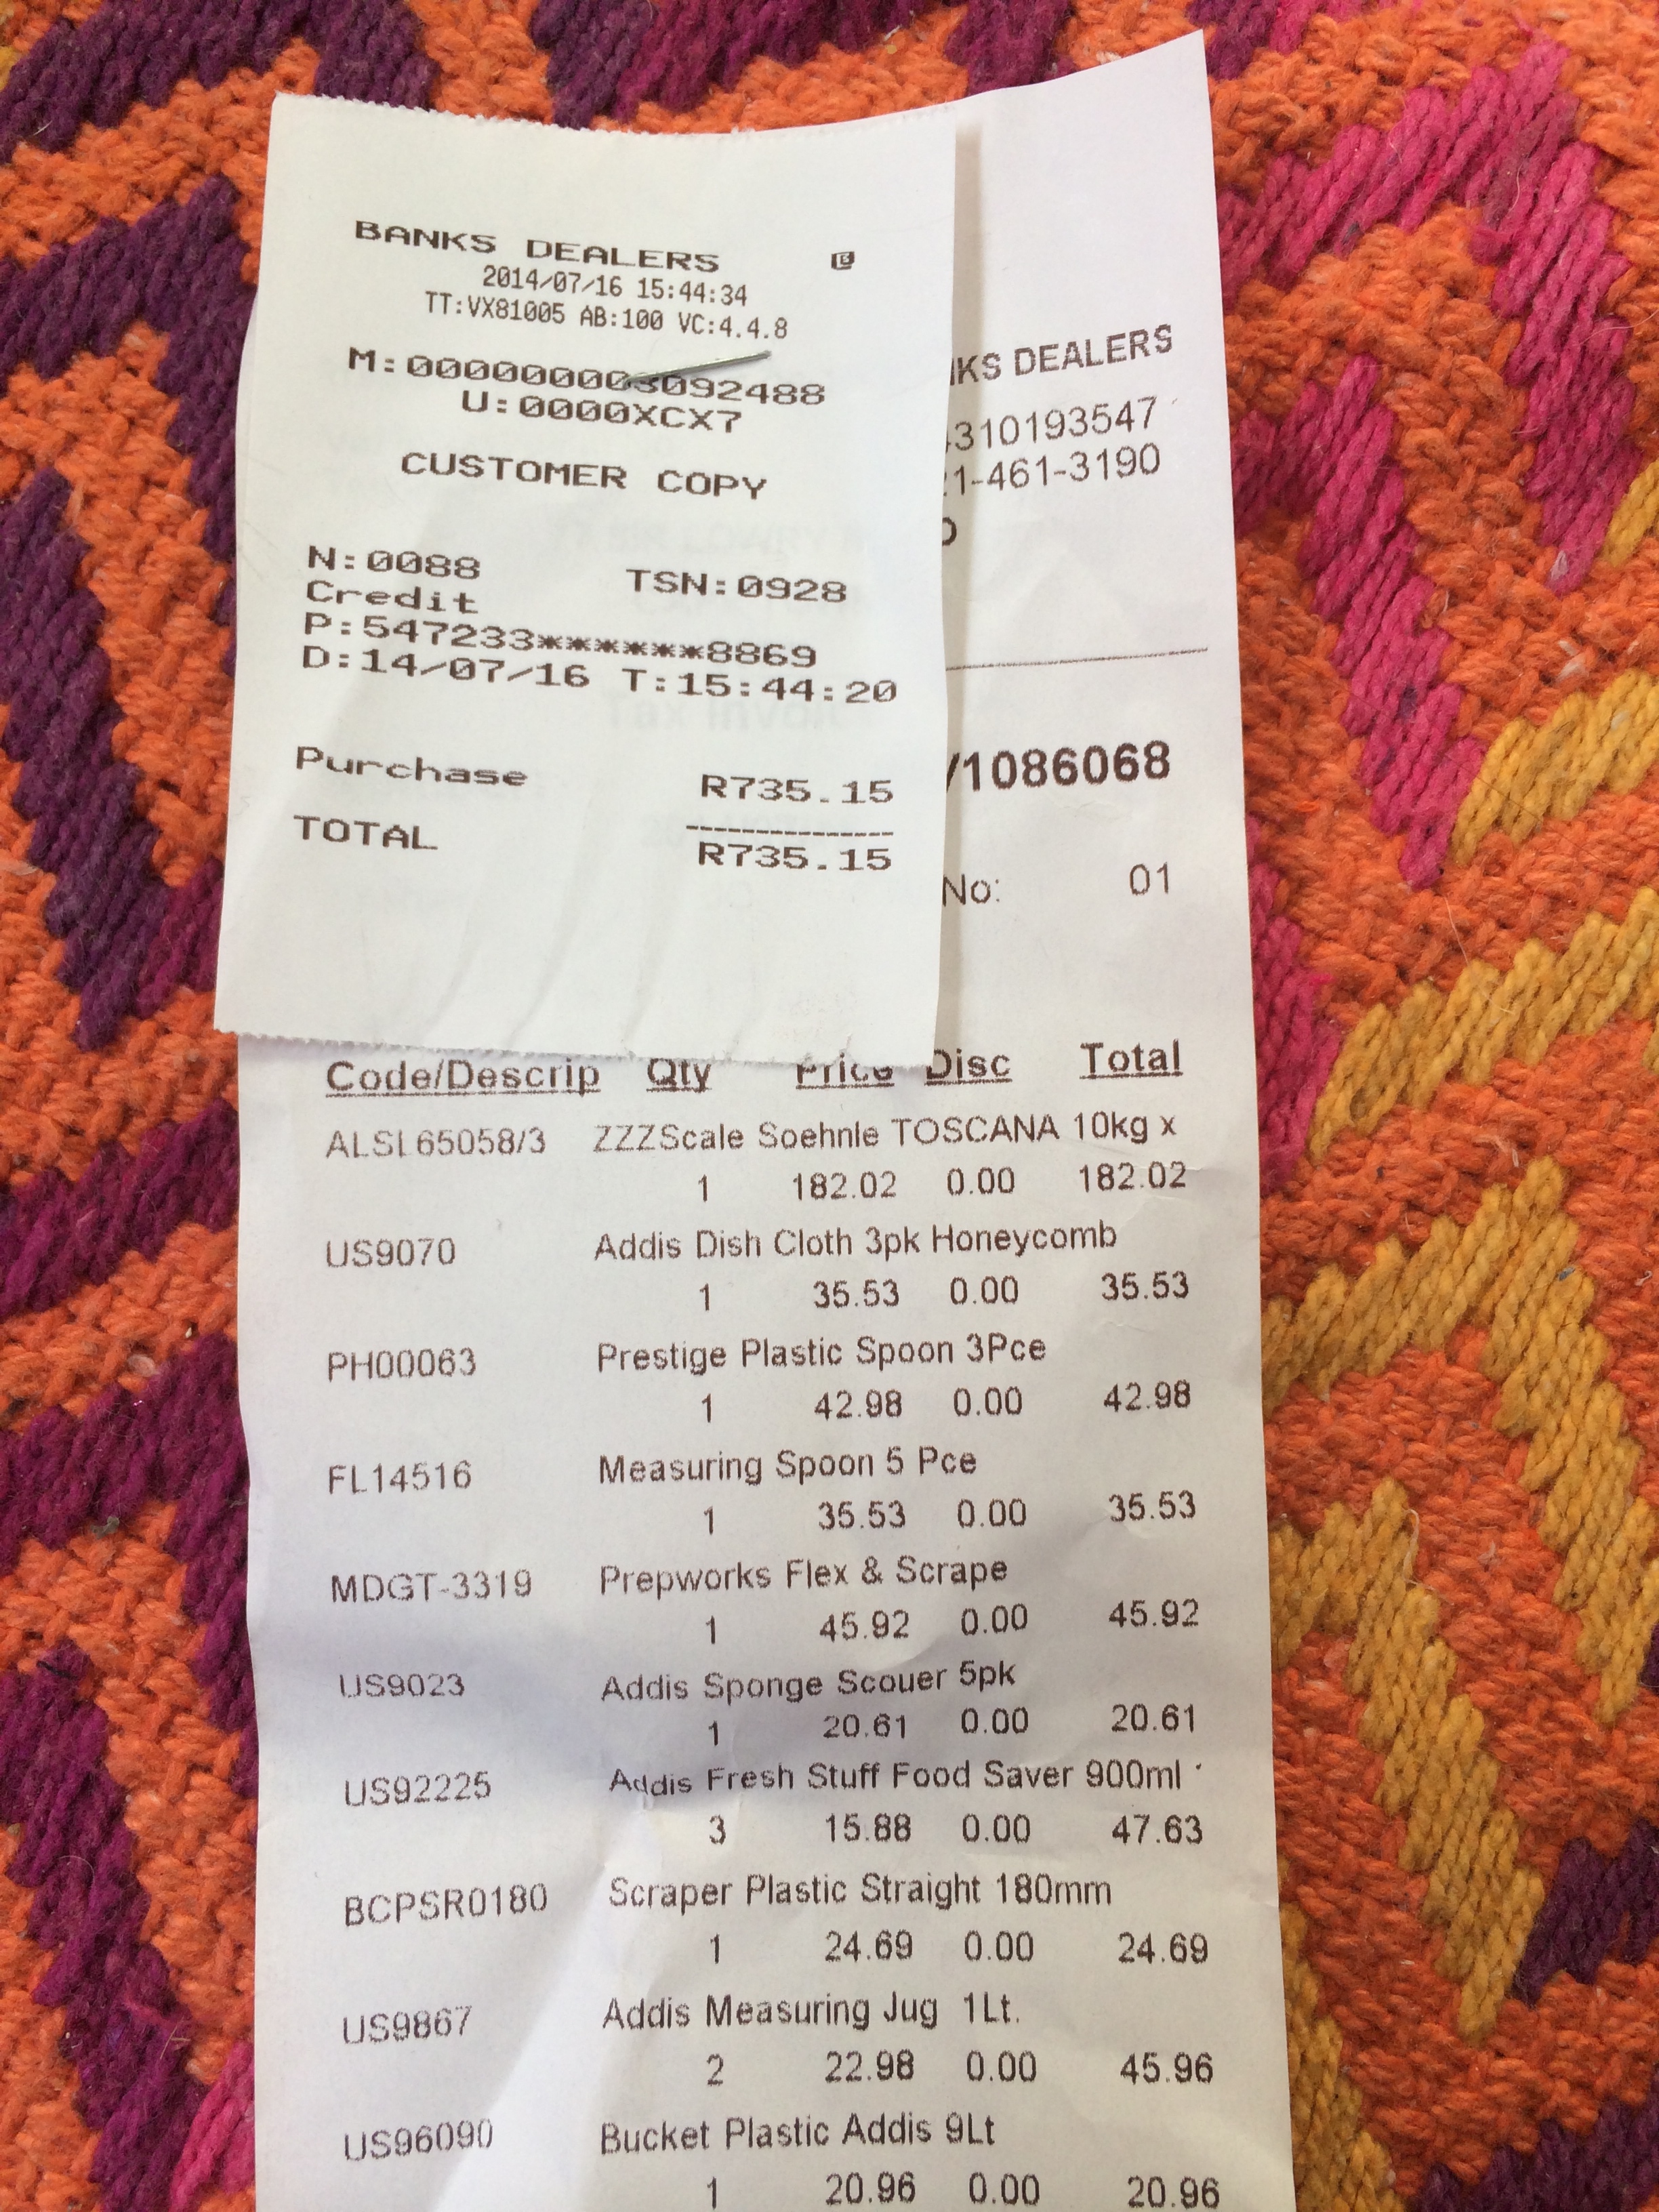 BANKS DEALERS
2014/07/16 15:44:34
TT:VX81005 AB:100 VC:4.4.8
M:000000003092488
U:0000XCX7
CUSTOMER COPY
N:0088 TSN:0928
Credit
P:547233******8869
D:14/07/16 T:15:44:20
Purchase R735.15
TOTAL R735.15
DEALERS
310193547
1-461-3190
/1086068
No: 01
Code/Descrip Qty Price Disc Total
ALSL65058/3 ZZZScale Soehnle TOSCANA 10kg x
1 182.02 0.00 182.02
US9070 Addis Dish Cloth 3pk Honeycomb
1 35.53 0.00 35.53
PH00063 Prestige Plastic Spoon 3Pce
1 42.98 0.00 42.98
FL14516 Measuring Spoon 5 Pce
1 35.53 0.00 35.53
MDGT-3319 Prepworks Flex & Scrape
1 45.92 0.00 45.92
US9023 Addis Sponge Scouer 5pk
1 20.61 0.00 20.61
US92225 Addis Fresh Stuff Food Saver 900ml
3 15.88 0.00 47.63
BCPSR0180 Scraper Plastic Straight 180mm
1 24.69 0.00 24.69
US9867 Addis Measuring Jug 1Lt.
2 22.98 0.00 45.96
US96090 Bucket Plastic Addis 9Lt
1 20.96 0.00 20.96